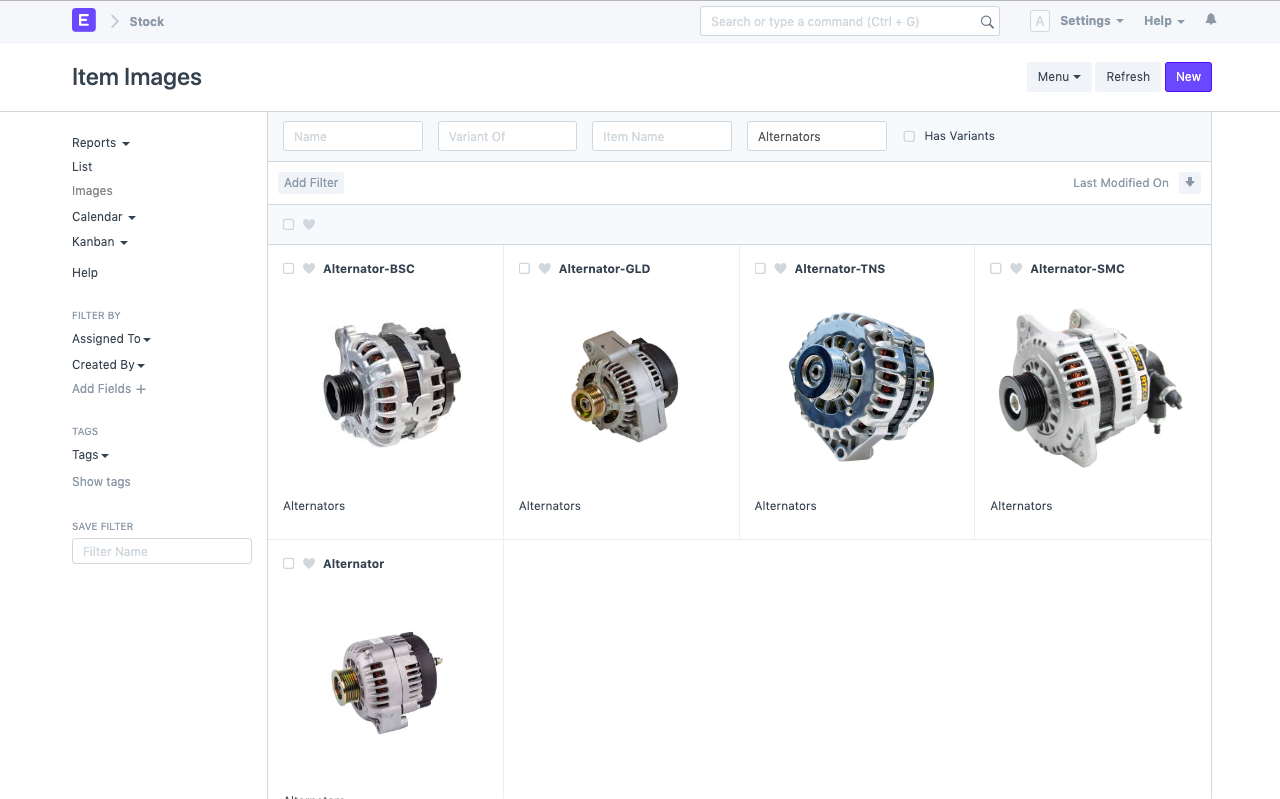 E Stock Search or type a command (Ctrl + G) A Settings Help
Item Images Menu Refresh New
Reports
List
Images
Calendar
Kanban
Help
FILTER BY
Assigned To
Created By
Add Fields +
TAGS
Tags
Show tags
SAVE FILTER
Filter Name
Name Variant Of Item Name Alternators Has Variants
Add Filter Last Modified On
Alternator-BSC Alternator-GLD Alternator-TNS Alternator-SMC
Alternators Alternators Alternators Alternators
Alternator